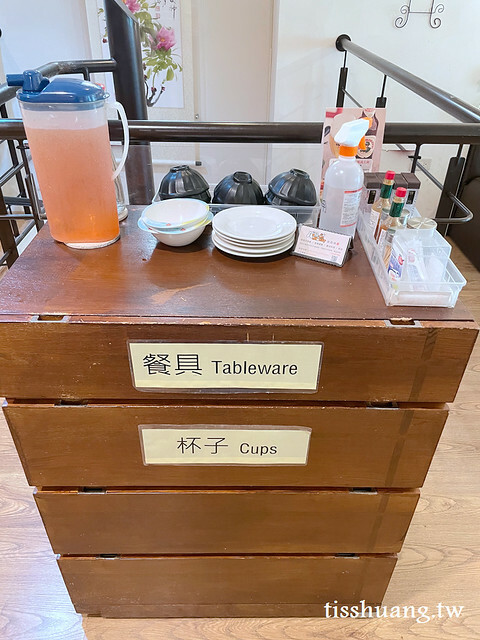 餐具 Tableware
杯子 Cups
tisshuang.tw